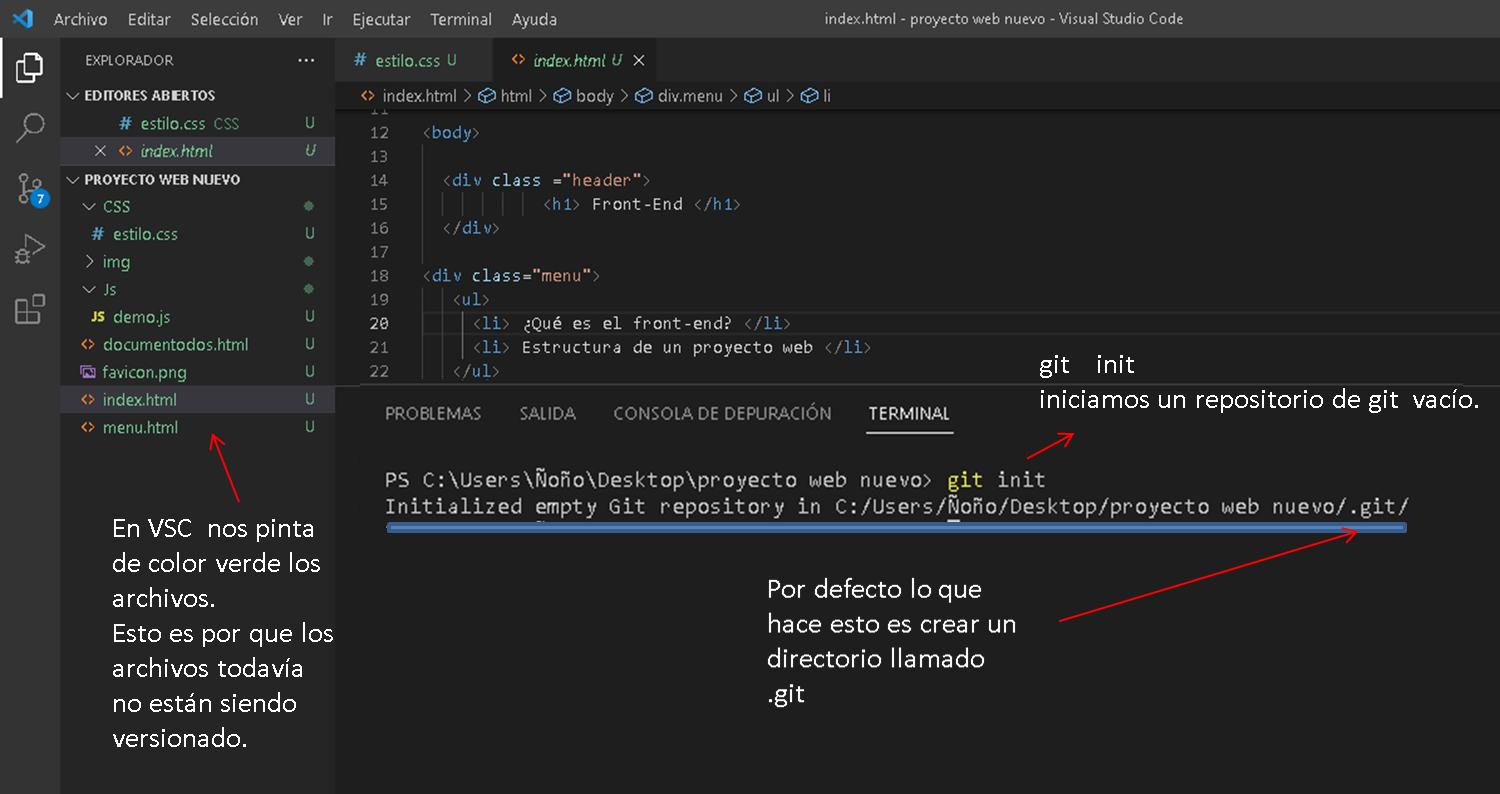 Archivo Editar Selección Ver Ir Ejecutar Terminal Ayuda
index.html - proyecto web nuevo - Visual Studio Code
EXPLORADOR ...
EDITORES ABIERTOS
# estilo.css CSS U
<> index.html U
PROYECTO WEB NUEVO
CSS
# estilo.css U
img
Js
JS demo.js U
<> documentodos.html U
favicon.png U
<> index.html U
<> menu.html U
7
# estilo.css U <> index.html U
<> index.html > html > body > div.menu > ul > li
11
12 <body>
13
14 <div class ="header">
15 <h1> Front-End </h1>
16 </div>
17
18 <div class="menu">
19 <ul>
20 <li> ¿Qué es el front-end? </li>
21 <li> Estructura de un proyecto web </li>
22 </ul>
PROBLEMAS SALIDA CONSOLA DE DEPURACIÓN TERMINAL
git init
iniciamos un repositorio de git vacío.
PS C:\Users\Ñoño\Desktop\proyecto web nuevo> git init
Initialized empty Git repository in C:/Users/Ñoño/Desktop/proyecto web nuevo/.git/
En VSC nos pinta
de color verde los
archivos.
Esto es por que los
archivos todavía
no están siendo
versionado.
Por defecto lo que
hace esto es crear un
directorio llamado
.git